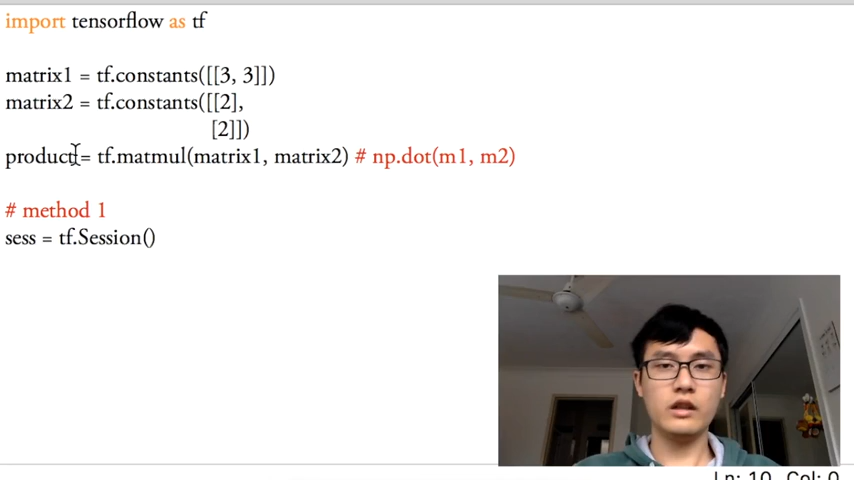 import tensorflow as tf
matrix1 = tf.constants([[3, 3]])
matrix2 = tf.constants([[2],
[2]])
product= tf.matmul(matrix1, matrix2) # np.dot(m1, m2)
# method 1
sess = tf.Session()
Ln: 10 Col: 0